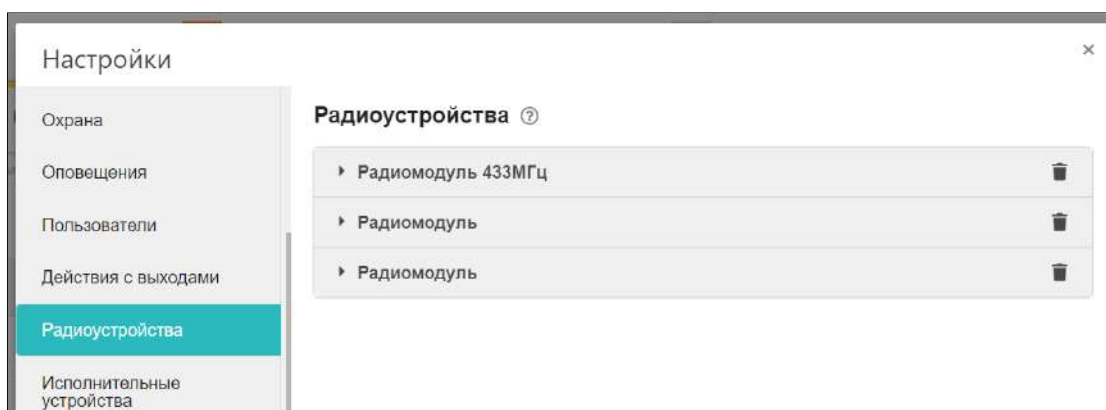 Настройки
Охрана
Оповещения
Пользователи
Действия с выходами
Радиоустройства
Исполнительные
устройства
Радиоустройства
Радиомодуль 433МГц
Радиомодуль
Радиомодуль